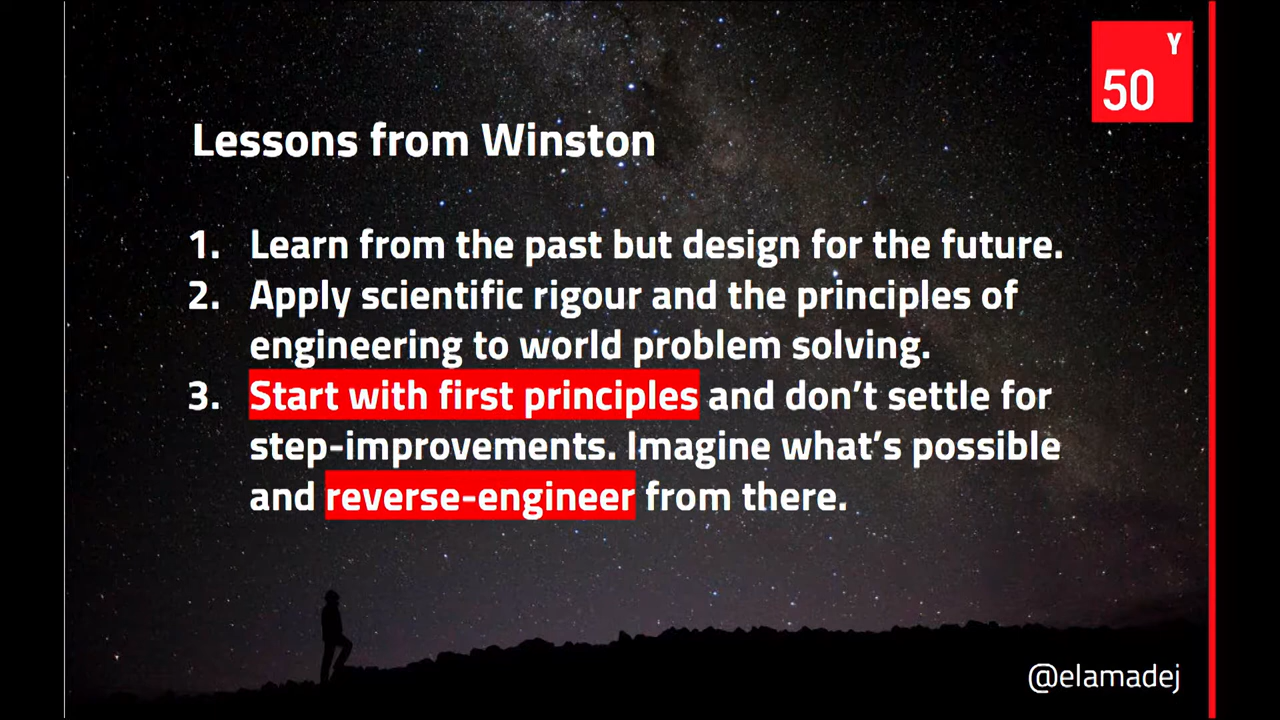 Y
50
Lessons from Winston
1. Learn from the past but design for the future.
2. Apply scientific rigour and the principles of
engineering to world problem solving.
3. Start with first principles and don’t settle for
step-improvements. Imagine what’s possible
and reverse-engineer from there.
@elamadej